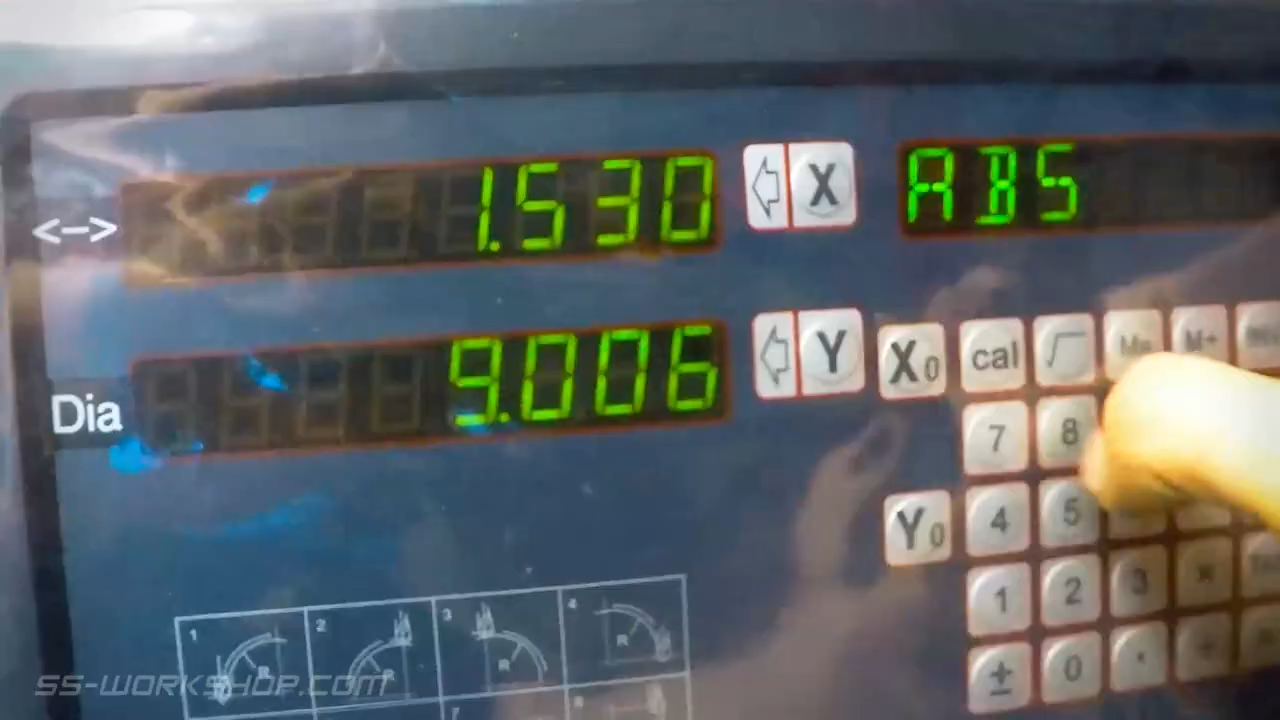 <-> 1.530 X ABS
Dia 9.006 Y X0 cal √ M+
7 8
Y0 4 5
1 2 3
± 0 .
1 2 3 4
R R R R
7
SS-WORKSHOP.COM